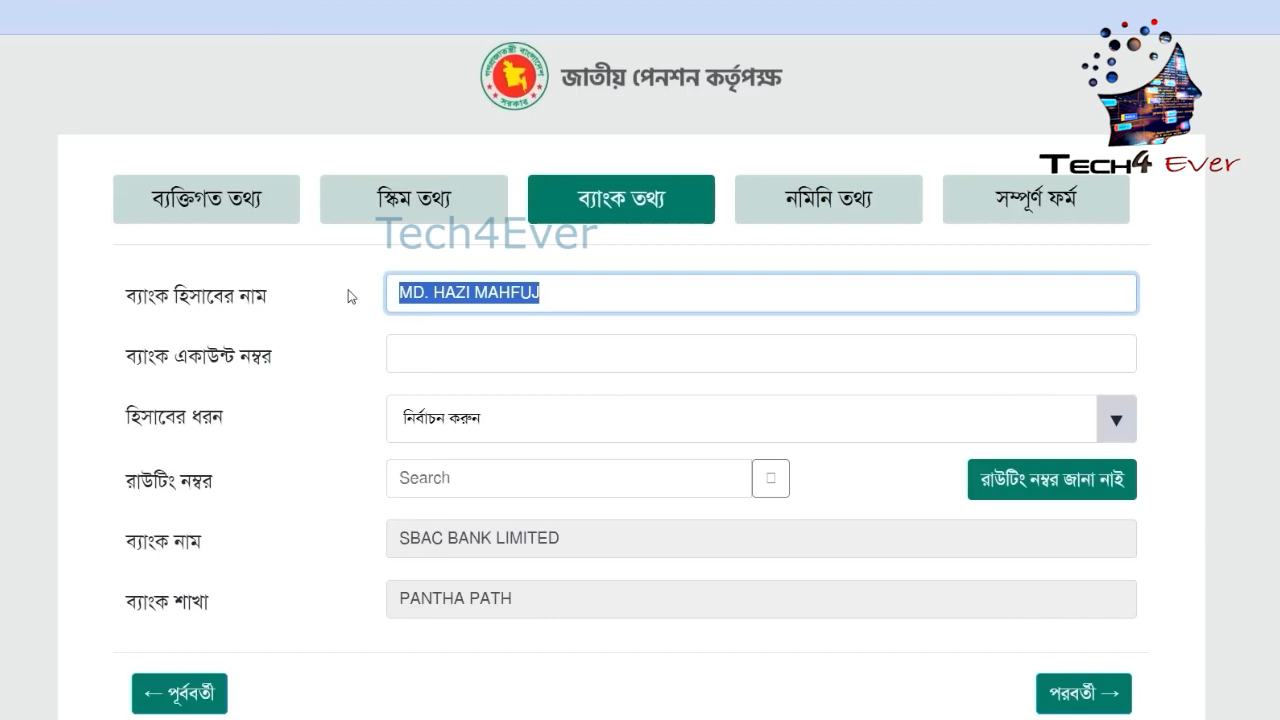 জাতীয় পেনশন কর্তৃপক্ষ
TECH4 Ever
ব্যক্তিগত তথ্য স্কিম তথ্য ব্যাংক তথ্য নমিনি তথ্য সম্পূর্ণ ফর্ম
Tech4Ever
ব্যাংক হিসাবের নাম MD. HAZI MAHFUJ
ব্যাংক একাউন্ট নম্বর
হিসাবের ধরন নির্বাচন করুন
রাউটিং নম্বর Search রাউটিং নম্বর জানা নাই
ব্যাংক নাম SBAC BANK LIMITED
ব্যাংক শাখা PANTHA PATH
← পূর্ববর্তী পরবর্তী →